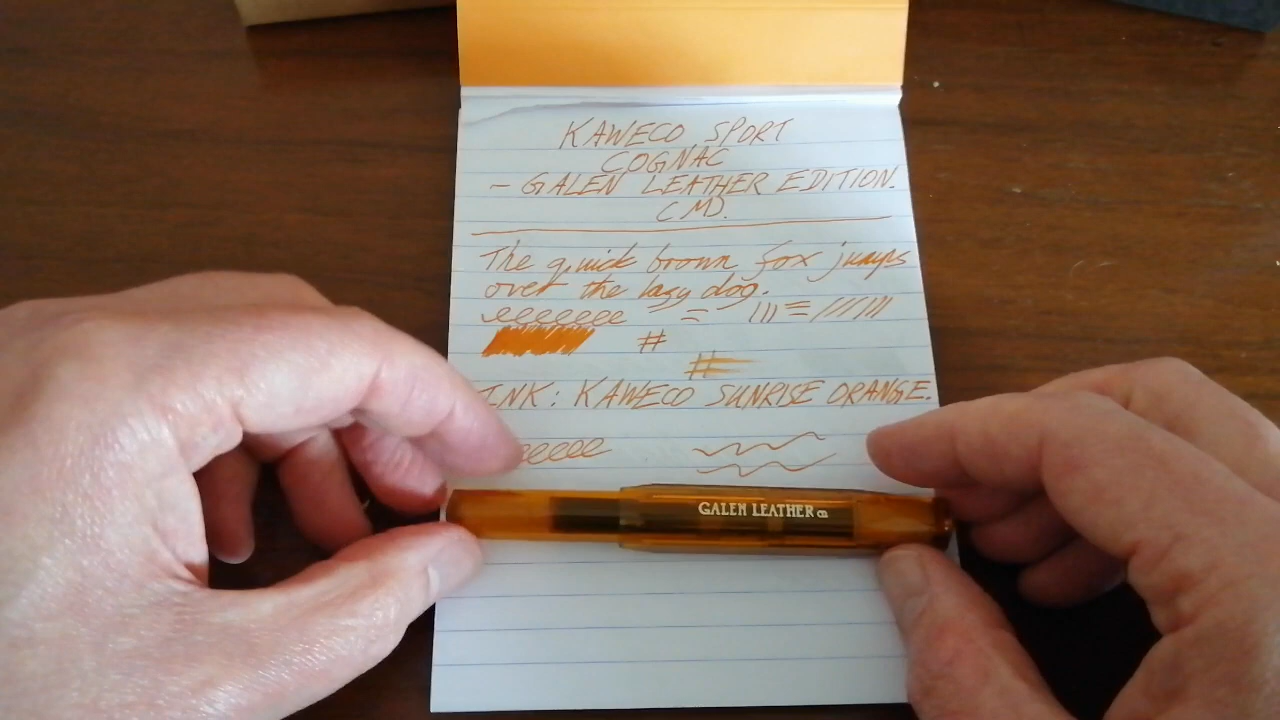 KAWECO SPORT
COGNAC
- GALEN LEATHER EDITION.
(M).
The quick brown fox jumps
over the lazy dog.
INK: KAWECO SUNRISE ORANGE.
GALEN LEATHER